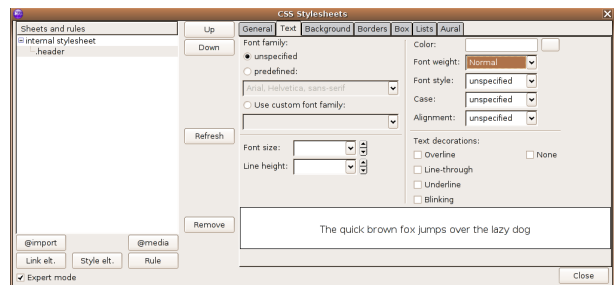 CSS Stylesheets
Sheets and rules
internal stylesheet
.header
Up
Down
Refresh
Remove
@import
@media
Link elt.
Style elt.
Rule
Expert mode
General Text Background Borders Box Lists Aural
Font family:
unspecified
predefined:
Arial, Helvetica, sans-serif
Use custom font family:
Font size:
Line height:
Color:
Font weight: Normal
Font style: unspecified
Case: unspecified
Alignment: unspecified
Text decorations:
Overline None
Line-through
Underline
Blinking
The quick brown fox jumps over the lazy dog
Close